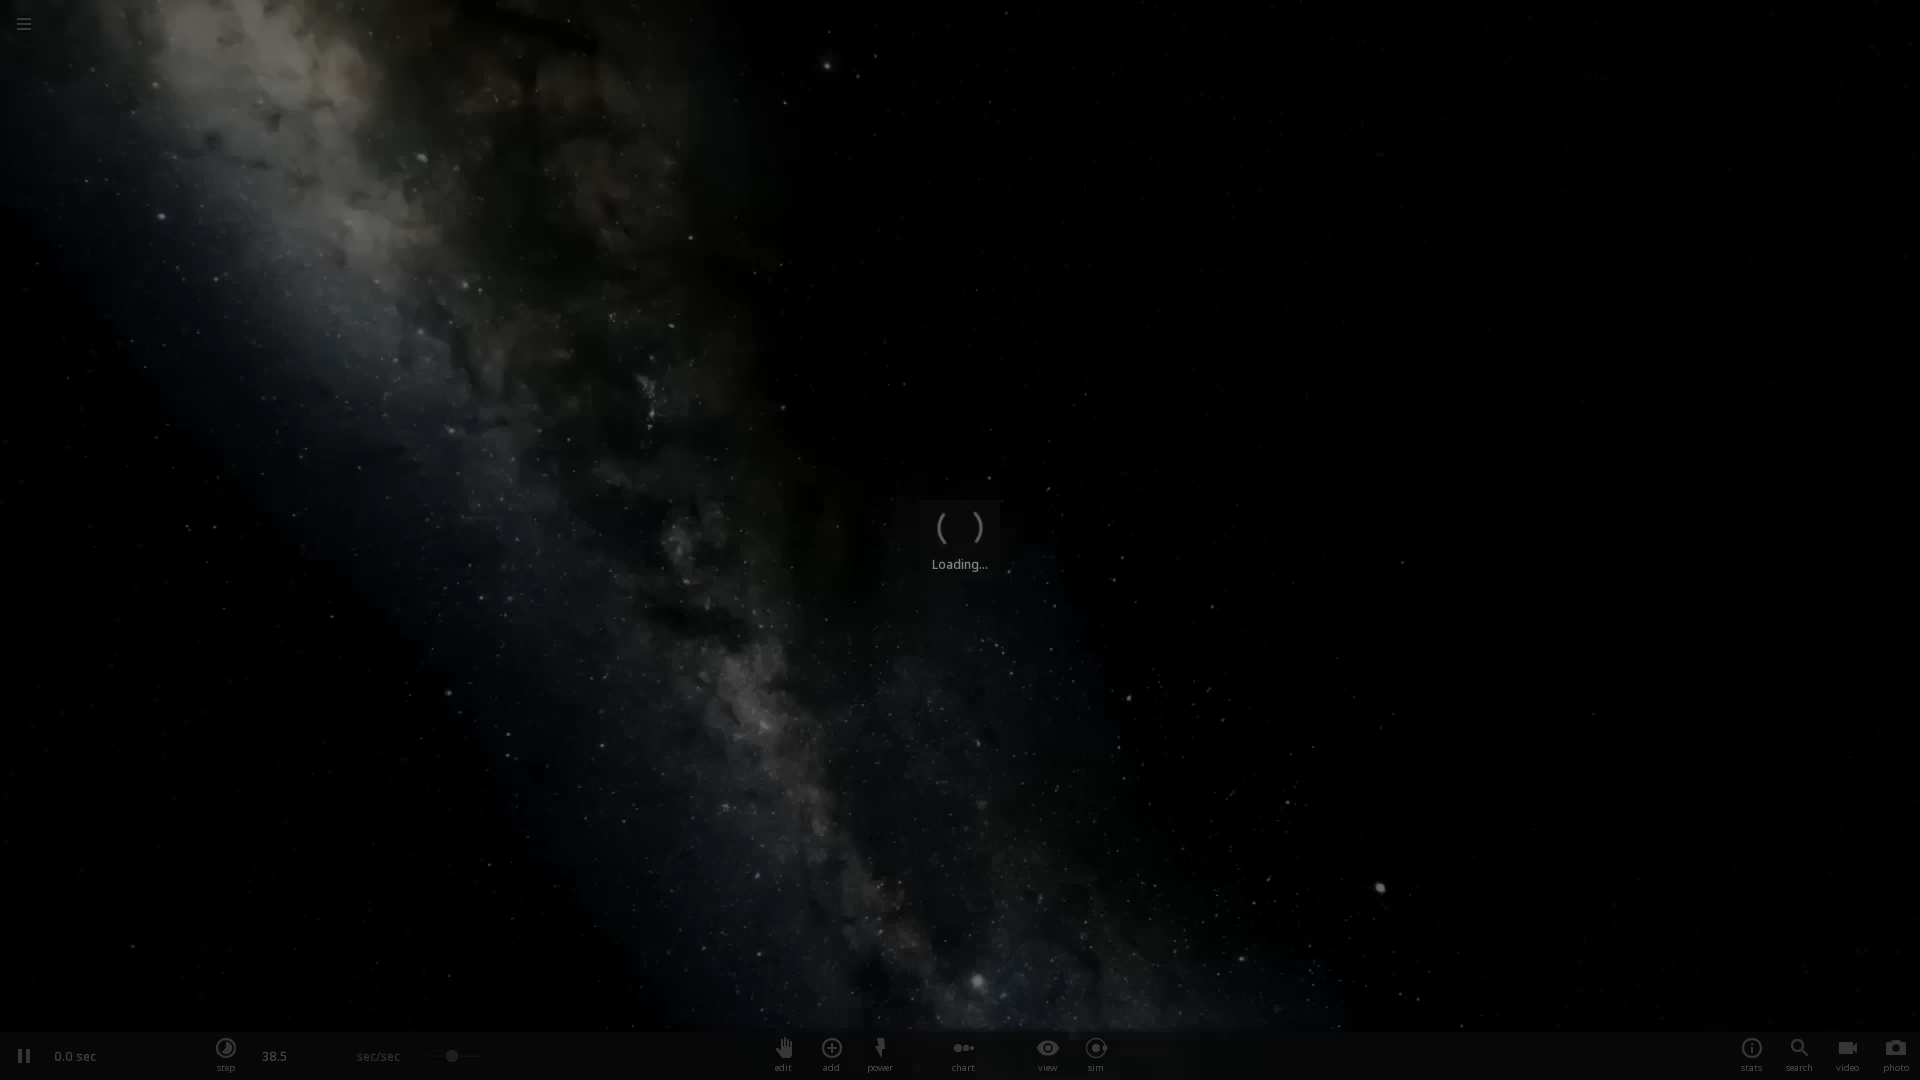 Loading...
0.0 sec
step
38.5
sec/sec
edit
add
power
chart
view
sim
stats
search
video
photo